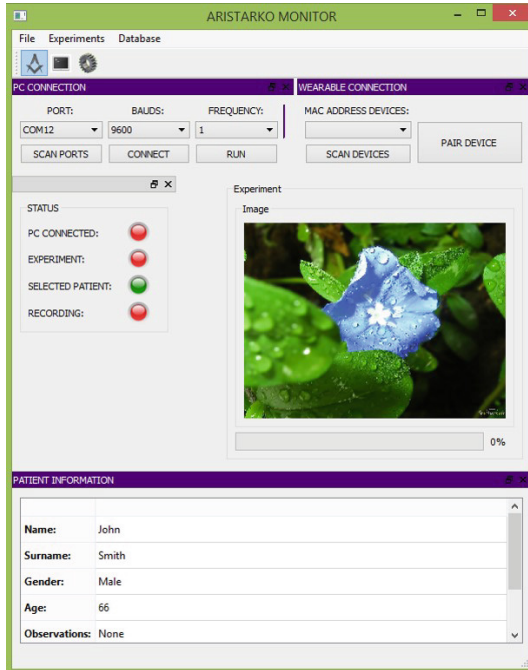 ARISTARKO MONITOR
File Experiments Database
PC CONNECTION
PORT: BAUDS: FREQUENCY:
COM12 9600 1
SCAN PORTS CONNECT RUN
WEARABLE CONNECTION
MAC ADDRESS DEVICES:
SCAN DEVICES
PAIR DEVICE
STATUS
PC CONNECTED:
EXPERIMENT:
SELECTED PATIENT:
RECORDING:
Experiment
Image
0%
PATIENT INFORMATION
Name: John
Surname: Smith
Gender: Male
Age: 66
Observations: None